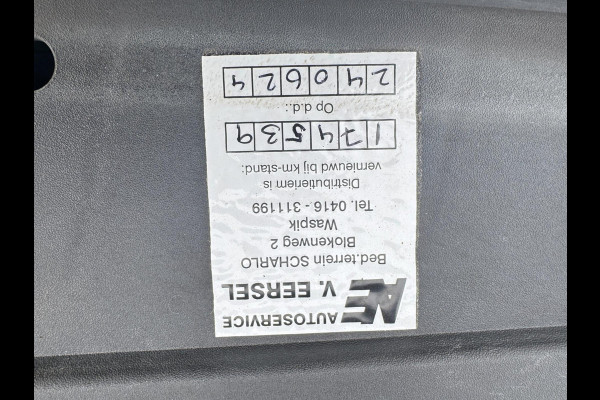 AE AUTOSERVICE
V. EERSEL
Bed.terrein SCHARLO
Blokenweg 2
Waspik
Tel. 0416 - 311199
Distributieriem is
vernieuwd bij km-stand:
174539
Op d.d.:
240624